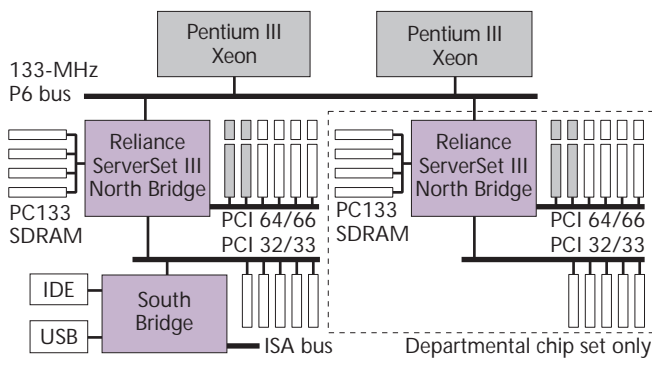 Pentium III
Xeon
Pentium III
Xeon
133-MHz
P6 bus
Reliance
ServerSet III
North Bridge
PC133
SDRAM
PCI 64/66
PCI 32/33
Reliance
ServerSet III
North Bridge
PC133
SDRAM
PCI 64/66
PCI 32/33
IDE
USB
South
Bridge
ISA bus
Departmental chip set only